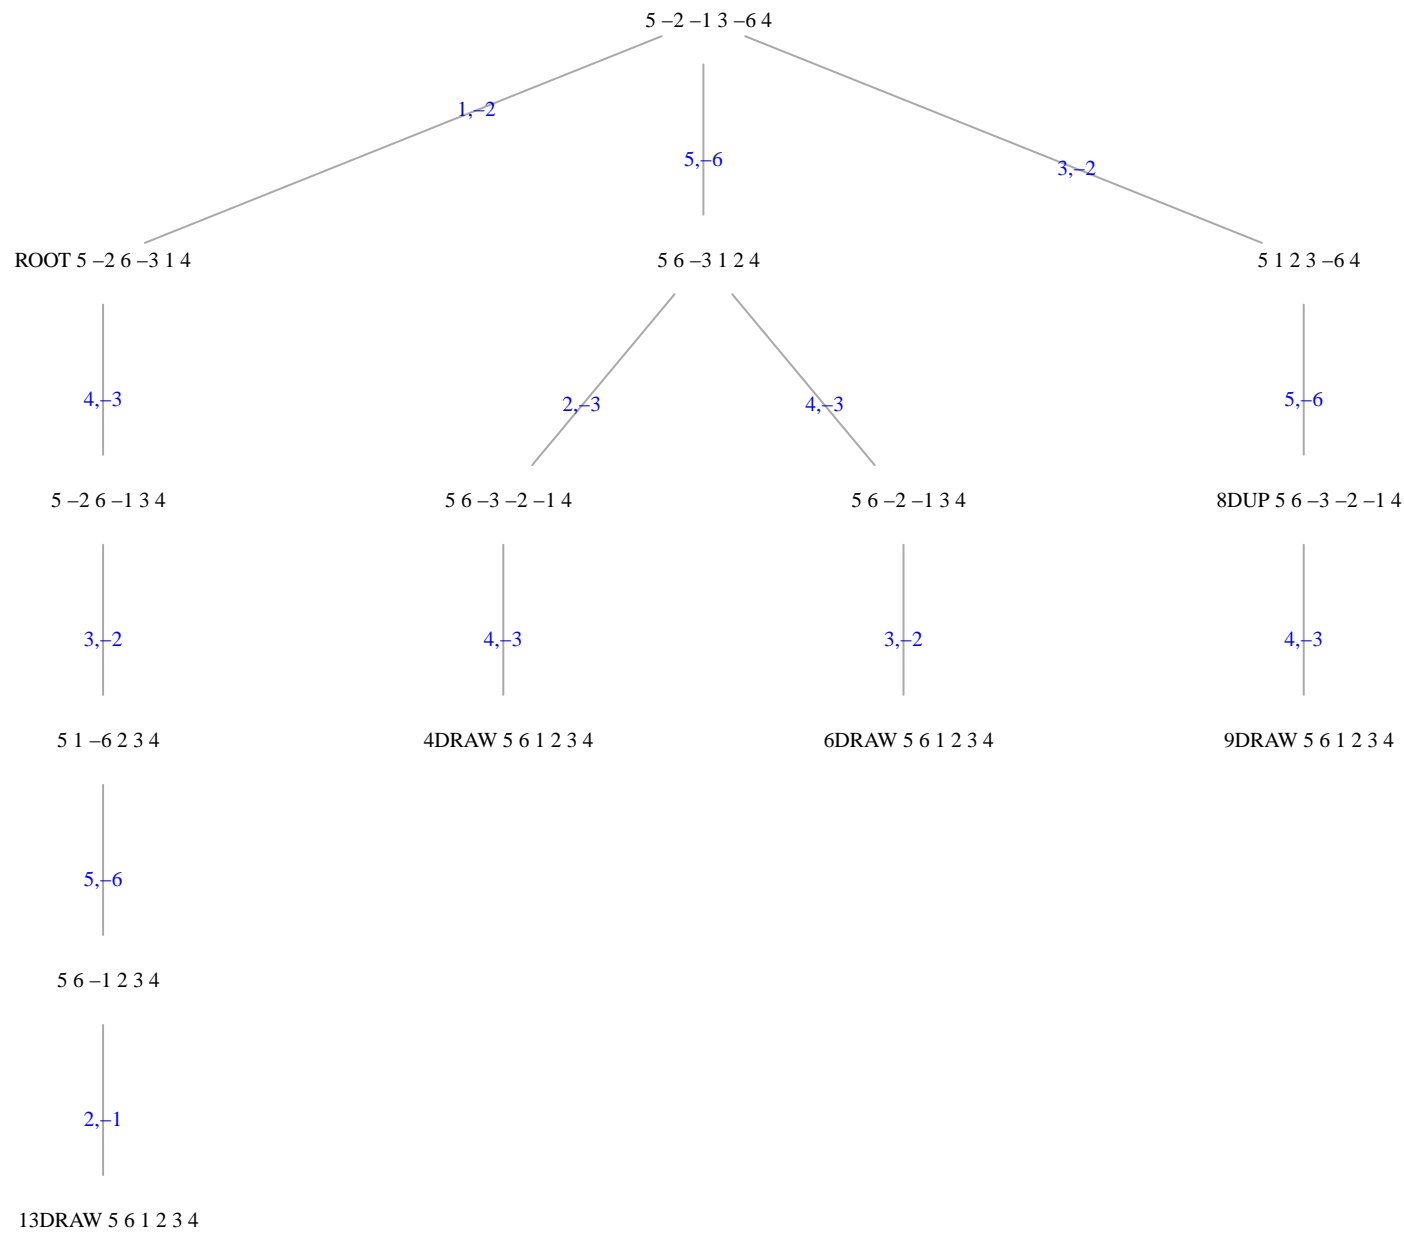 5 –2 –1 3 –6 4
1,–2
5,–6
3,–2
ROOT 5 –2 6 –3 1 4
5 6 –3 1 2 4
5 1 2 3 –6 4
4,–3
2,–3
4,–3
5,–6
5 –2 6 –1 3 4
5 6 –3 –2 –1 4
5 6 –2 –1 3 4
8DUP 5 6 –3 –2 –1 4
3,–2
4,–3
3,–2
4,–3
5 1 –6 2 3 4
4DRAW 5 6 1 2 3 4
6DRAW 5 6 1 2 3 4
9DRAW 5 6 1 2 3 4
5,–6
5 6 –1 2 3 4
2,–1
13DRAW 5 6 1 2 3 4